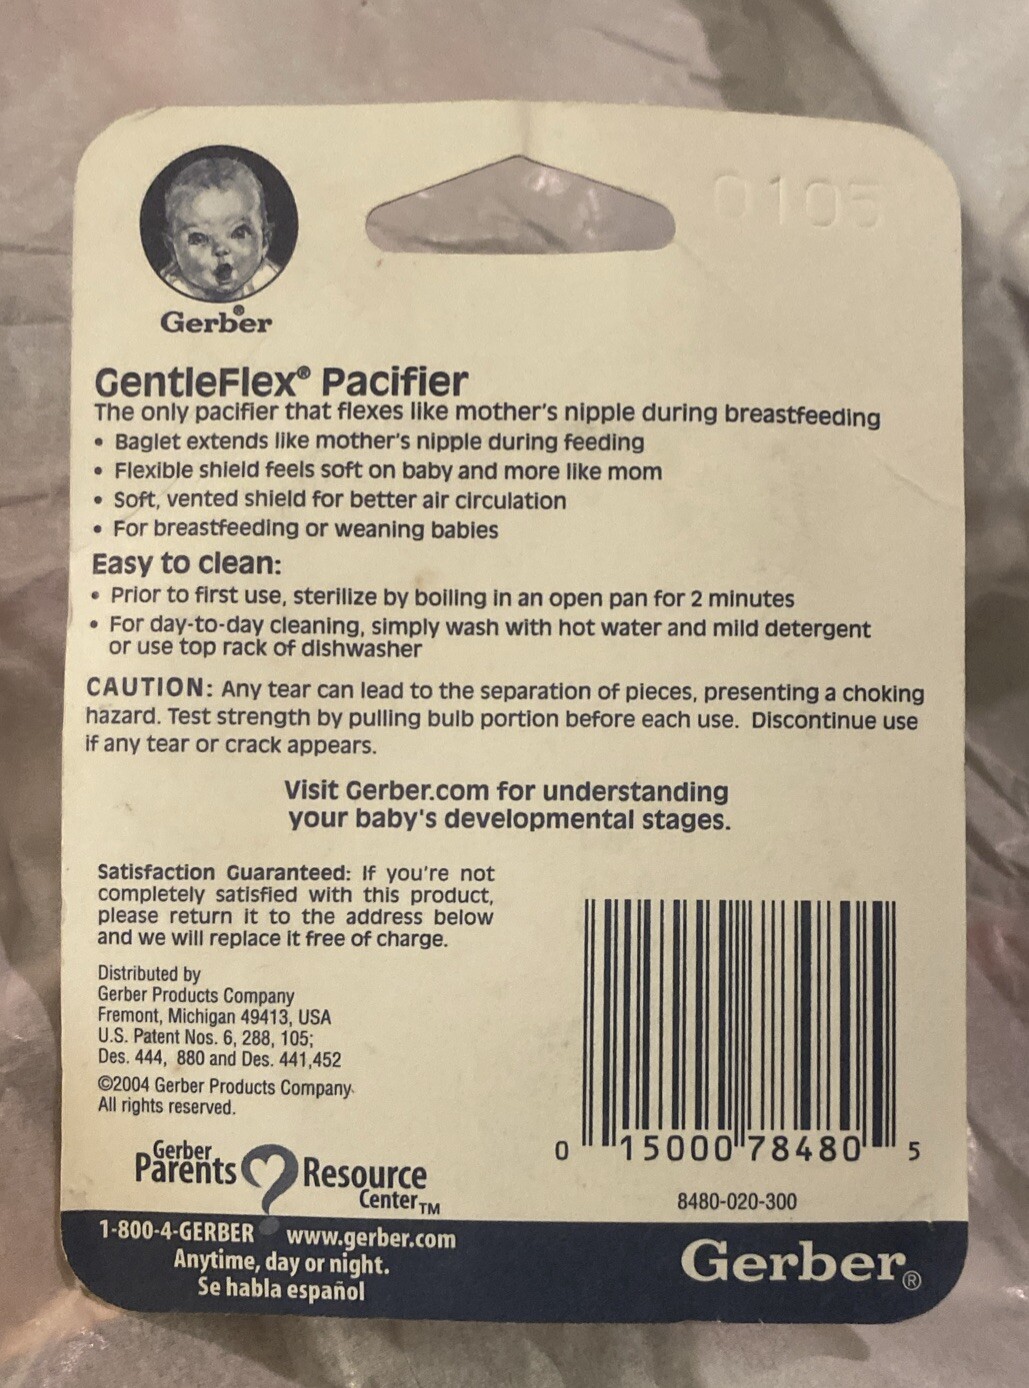 0105
Gerber®
GentleFlex® Pacifier
The only pacifier that flexes like mother's nipple during breastfeeding
• Baglet extends like mother's nipple during feeding
• Flexible shield feels soft on baby and more like mom
• Soft, vented shield for better air circulation
• For breastfeeding or weaning babies
Easy to clean:
• Prior to first use, sterilize by boiling in an open pan for 2 minutes
• For day-to-day cleaning, simply wash with hot water and mild detergent
or use top rack of dishwasher
CAUTION: Any tear can lead to the separation of pieces, presenting a choking
hazard. Test strength by pulling bulb portion before each use. Discontinue use
if any tear or crack appears.
Visit Gerber.com for understanding
your baby's developmental stages.
Satisfaction Guaranteed: If you're not
completely satisfied with this product,
please return it to the address below
and we will replace it free of charge.
Distributed by
Gerber Products Company
Fremont, Michigan 49413, USA
U.S. Patent Nos. 6, 288, 105;
Des. 444, 880 and Des. 441,452
©2004 Gerber Products Company.
All rights reserved.
Gerber
Parents Resource
Center™
1-800-4-GERBER www.gerber.com
Anytime, day or night.
Se habla español
0 15000 78480 5
8480-020-300
Gerber®